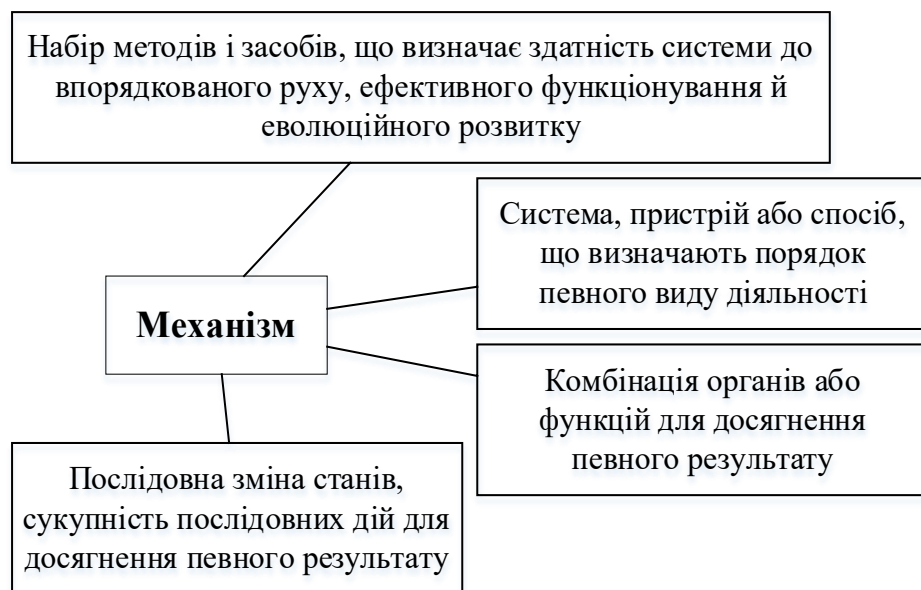 Набір методів і засобів, що визначає здатність системи до
впорядкованого руху, ефективного функціонування й
еволюційного розвитку
Система, пристрій або спосіб,
що визначають порядок
певного виду діяльності
Механізм
Комбінація органів або
функцій для досягнення
певного результату
Послідовна зміна станів,
сукупність послідовних дій для
досягнення певного результату